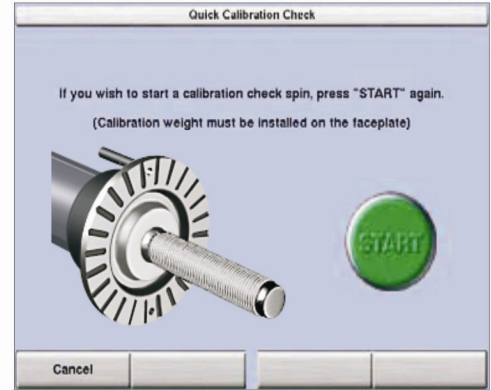 Quick Calibration Check
If you wish to start a calibration check spin, press "START" again.
(Calibration weight must be installed on the faceplate)
START
Cancel